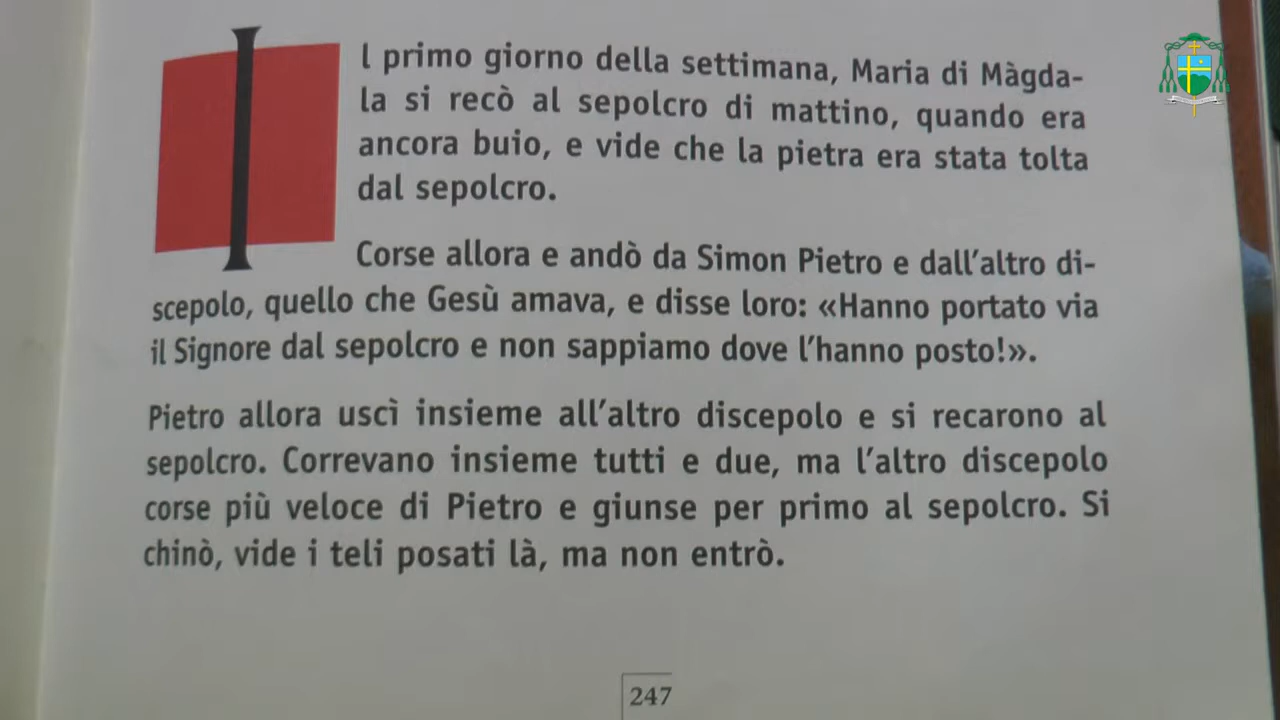 Il primo giorno della settimana, Maria di Màgda-
la si recò al sepolcro di mattino, quando era
ancora buio, e vide che la pietra era stata tolta
dal sepolcro.
Corse allora e andò da Simon Pietro e dall'altro di-
scepolo, quello che Gesù amava, e disse loro: «Hanno portato via
il Signore dal sepolcro e non sappiamo dove l'hanno posto!».
Pietro allora uscì insieme all'altro discepolo e si recarono al
sepolcro. Correvano insieme tutti e due, ma l'altro discepolo
corse più veloce di Pietro e giunse per primo al sepolcro. Si
chinò, vide i teli posati là, ma non entrò.
247